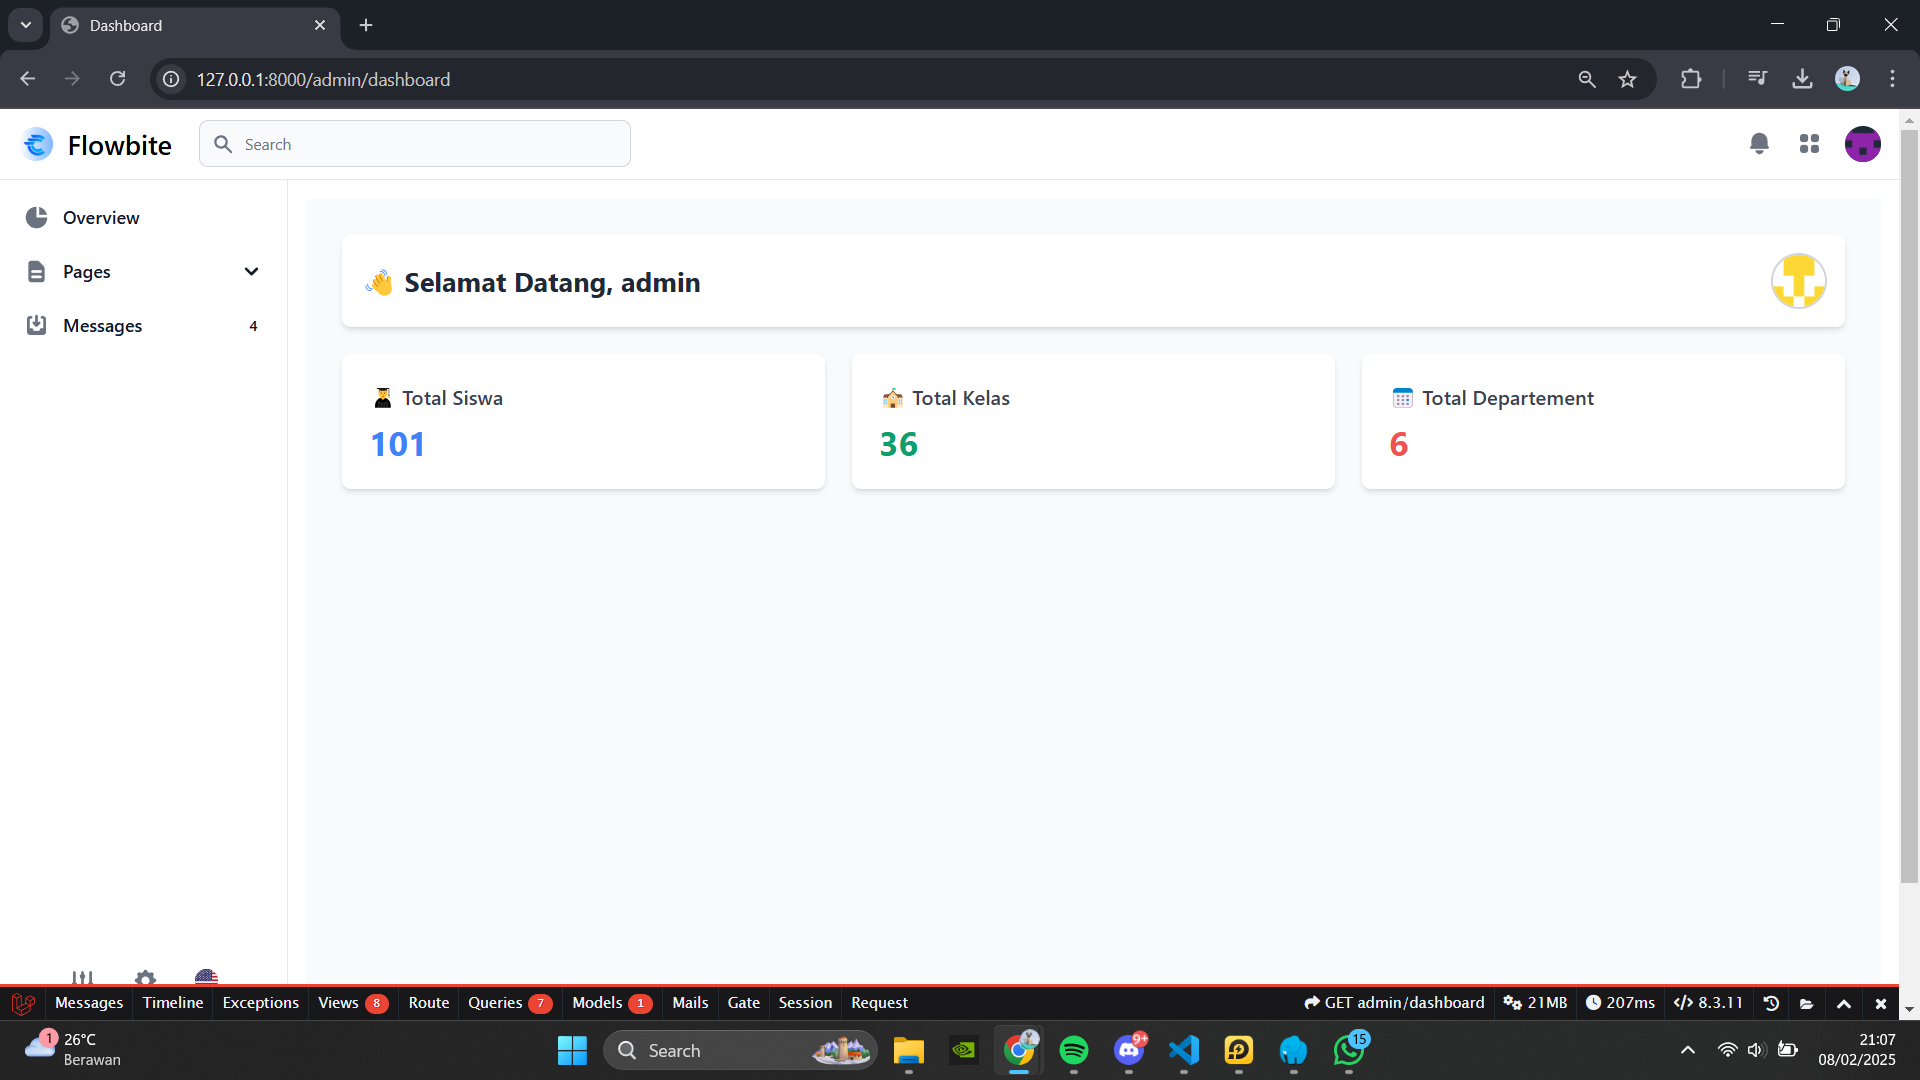 Dashboard
127.0.0.1:8000/admin/dashboard
Flowbite
Search
Overview
Pages
Messages 4
Selamat Datang, admin
Total Siswa
101
Total Kelas
36
Total Departement
6
Messages Timeline Exceptions Views 8 Route Queries 7 Models 1 Mails Gate Session Request GET admin/dashboard 21MB 207ms 8.3.11
1
26°C
Berawan
Search
9+
15
21:07
08/02/2025